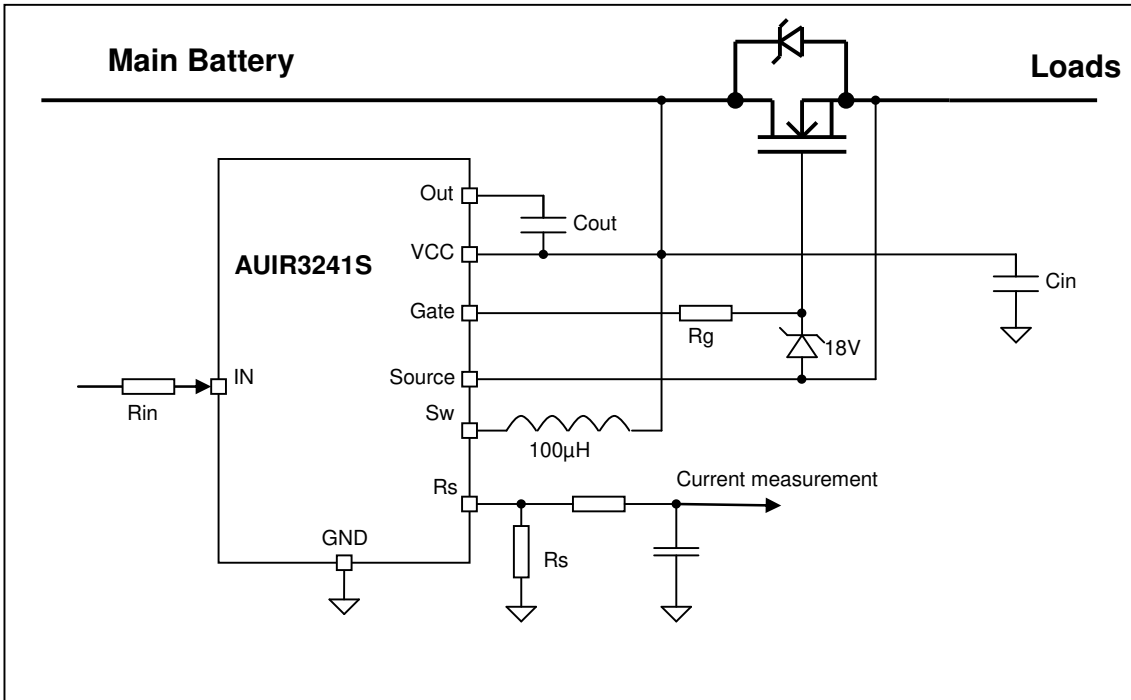 Main Battery
Loads
Out
Cout
VCC
AUIR3241S
Cin
Gate
Rg
18V
IN
Source
Rin
Sw
100µH
Rs
Current measurement
GND
Rs